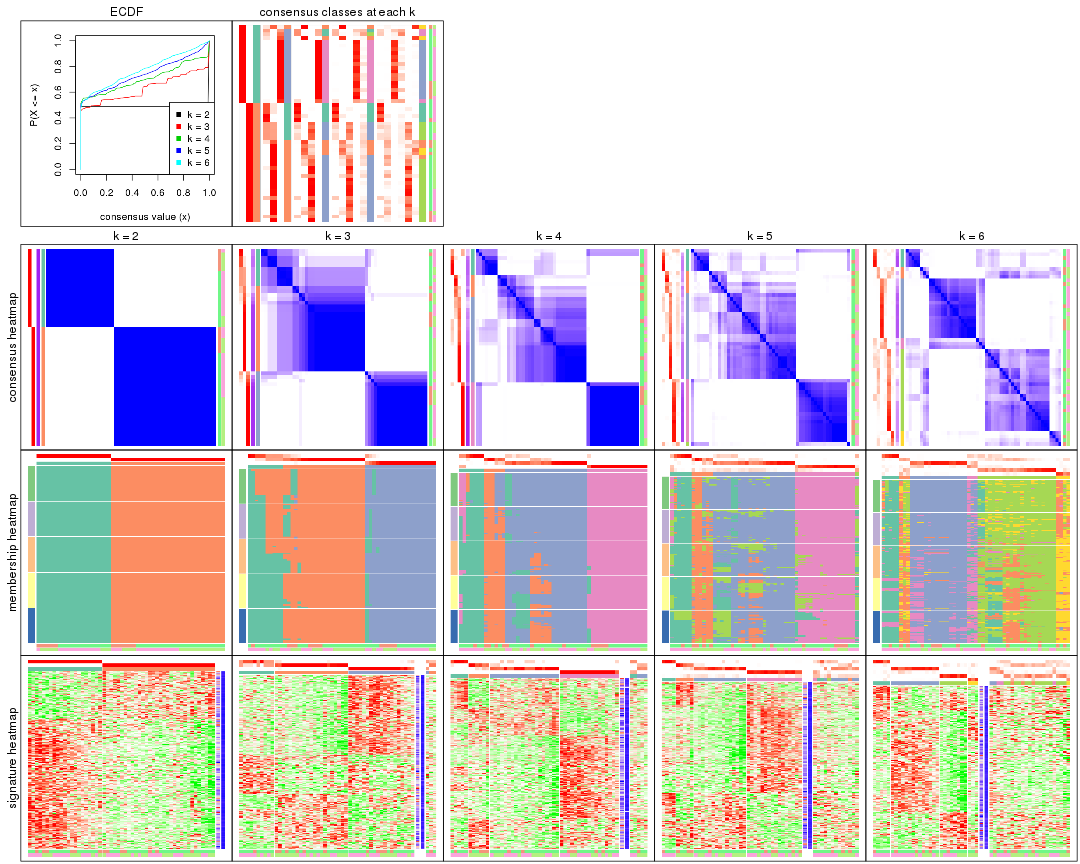 ECDF
consensus classes at each k
P(X <= x)
1.0
0.8
0.6
0.4
0.2
0.0
k = 2
k = 3
k = 4
k = 5
k = 6
0.0 0.2 0.4 0.6 0.8 1.0
consensus value (x)
k = 2 k = 3 k = 4 k = 5 k = 6
consensus heatmap
membership heatmap
signature heatmap